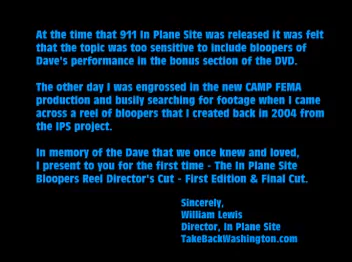 At the time that 911 In Plane Site was released it was felt
that the topic was too sensitive to include bloopers of
Dave's performance in the bonus section of the DVD.
The other day I was engrossed in the new CAMP FEMA
production and busily searching for footage when I came
across a reel of bloopers that I created back in 2004 from
the IPS project.
In memory of the Dave that we once knew and loved,
I present to you for the first time - The In Plane Site
Bloopers Reel Director's Cut - First Edition & Final Cut.
Sincerely,
William Lewis
Director, In Plane Site
TakeBackWashington.com